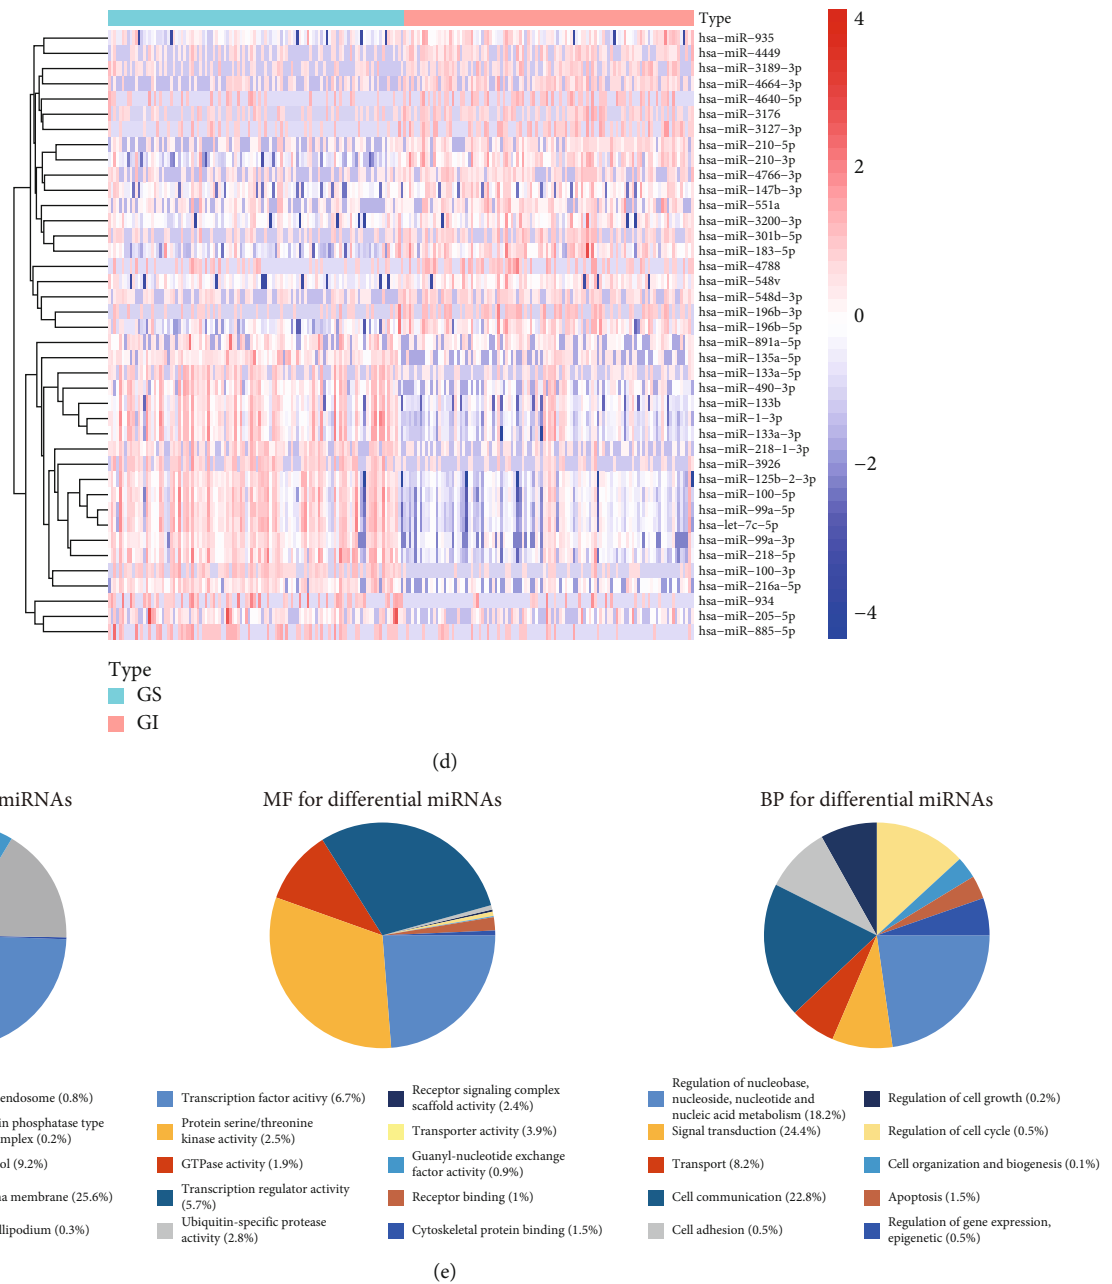 Type
hsa−miR−935
hsa−miR−4449
hsa−miR−3189−3p
hsa−miR−4664−3p
hsa−miR−4640−5p
hsa−miR−3176
hsa−miR−3127−3p
hsa−miR−210−5p
hsa−miR−210−3p
hsa−miR−4766−3p
hsa−miR−147b−3p
hsa−miR−551a
hsa−miR−3200−3p
hsa−miR−301b−5p
hsa−miR−183−5p
hsa−miR−4788
hsa−miR−548v
hsa−miR−548d−3p
hsa−miR−196b−3p
hsa−miR−196b−5p
hsa−miR−891a−5p
hsa−miR−135a−5p
hsa−miR−133a−5p
hsa−miR−490−3p
hsa−miR−133b
hsa−miR−1−3p
hsa−miR−133a−3p
hsa−miR−218−1−3p
hsa−miR−3926
hsa−miR−125b−2−3p
hsa−miR−100−5p
hsa−miR−99a−5p
hsa−let−7c−5p
hsa−miR−99a−3p
hsa−miR−218−5p
hsa−miR−100−3p
hsa−miR−216a−5p
hsa−miR−934
hsa−miR−205−5p
hsa−miR−885−5p
4
2
0
−2
−4
Type
GS
GI
(d)
miRNAs
endosome (0.8%)
in phosphatase type
omplex (0.2%)
ol (9.2%)
na membrane (25.6%)
llipodium (0.3%)
MF for differential miRNAs
Transcription factor acitivy (6.7%)
Protein serine/threonine
kinase activity (2.5%)
GTPase activity (1.9%)
Transcription regulator activity
(5.7%)
Ubiquitin-specific protease
activity (2.8%)
Receptor signaling complex
scaffold activity (2.4%)
Transporter activity (3.9%)
Guanyl-nucleotide exchange
factor activity (0.9%)
Receptor binding (1%)
Cytoskeletal protein binding (1.5%)
BP for differential miRNAs
Regulation of nucleobase,
nucleoside, nucleotide and
nucleic acid metabolism (18.2%)
Signal transduction (24.4%)
Transport (8.2%)
Cell communication (22.8%)
Cell adhesion (0.5%)
Regulation of cell growth (0.2%)
Regulation of cell cycle (0.5%)
Cell organization and biogenesis (0.1%)
Apoptosis (1.5%)
Regulation of gene expression,
epigenetic (0.5%)
(e)